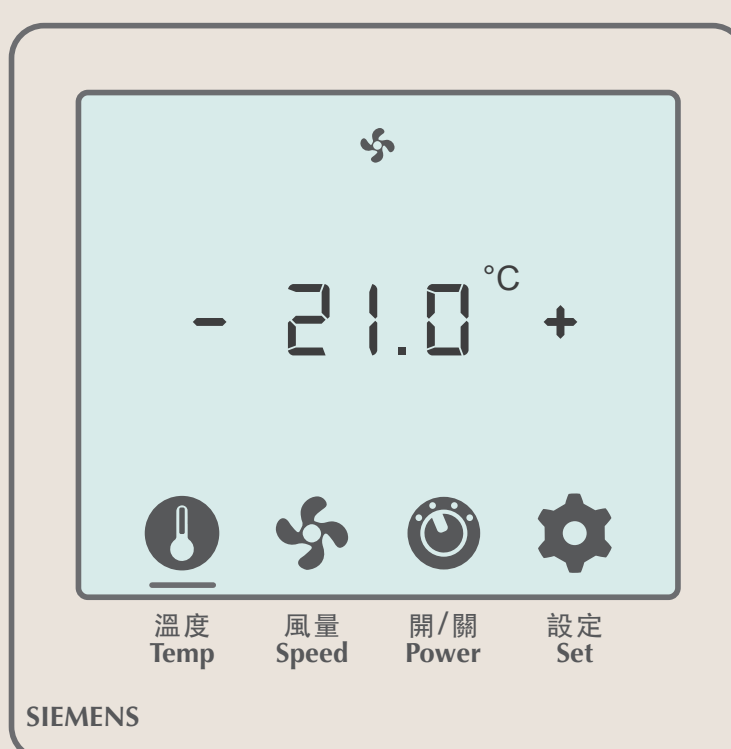 °C
- 21.0 +
溫度 風量 開/關 設定
Temp Speed Power Set
SIEMENS